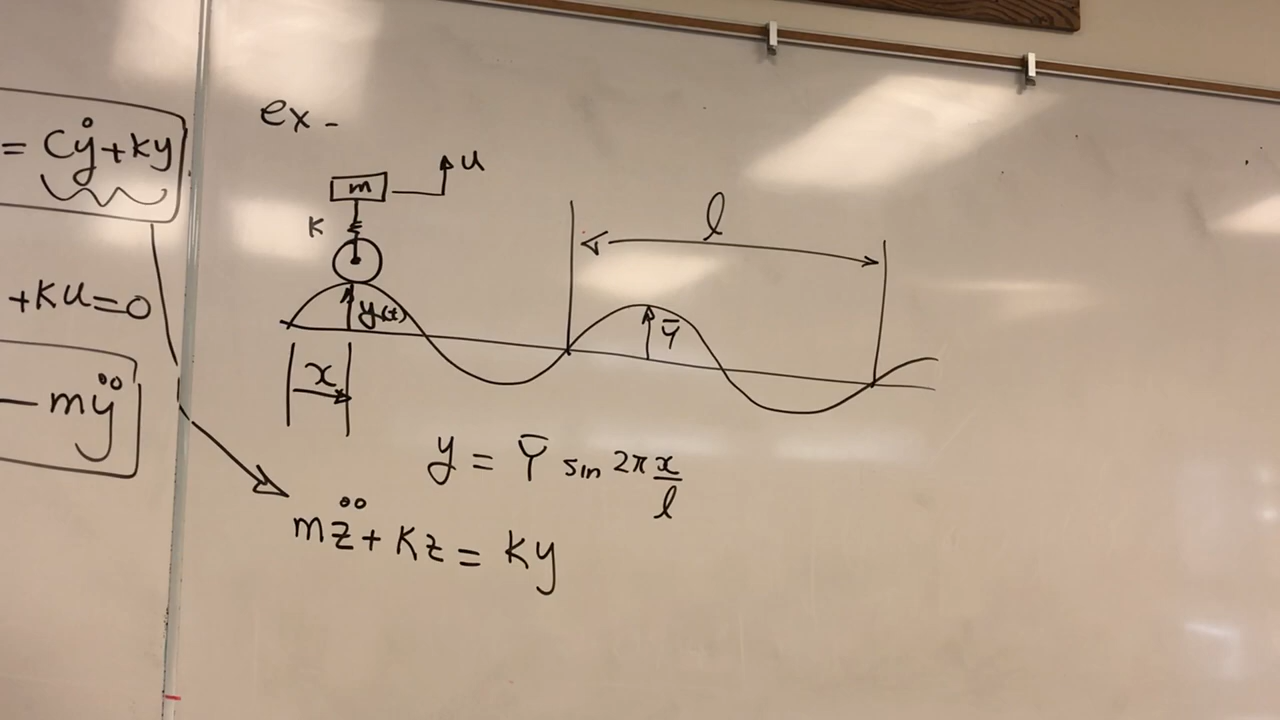 = cẏ+ky
+Ku=0
— mÿ
ex -
m
u
K
y(t)
x
l
Ȳ
y = Ȳ sin 2π x/l
mz̈ + Kz = Ky